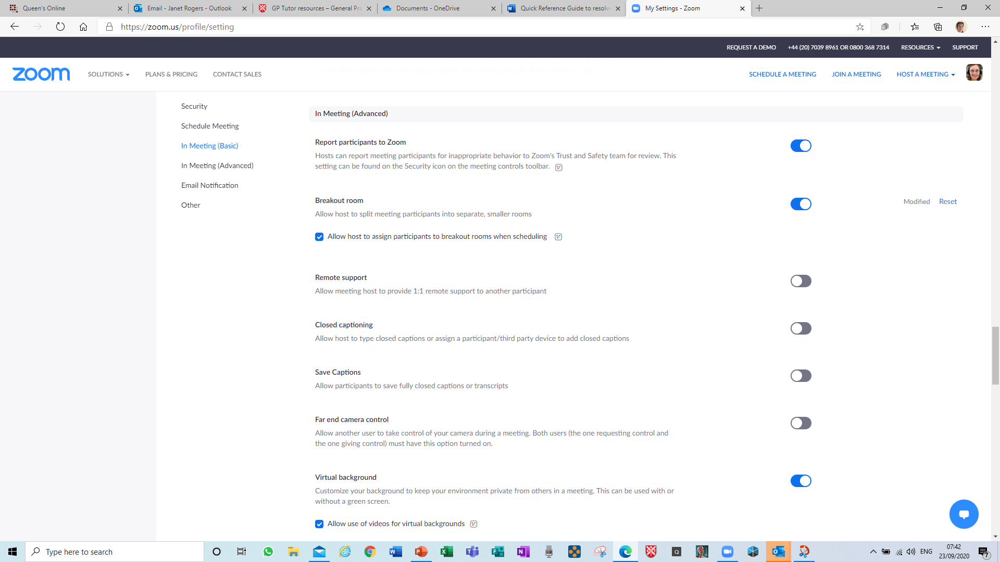 Queen's Online
Email - Janet Rogers - Outlook
GP Tutor resources – General Pra
Documents - OneDrive
Quick Reference Guide to resolve
My Settings - Zoom
https://zoom.us/profile/setting
REQUEST A DEMO
+44 (20) 7039 8961 OR 0800 368 7314
RESOURCES
SUPPORT
zoom
SOLUTIONS
PLANS & PRICING
CONTACT SALES
SCHEDULE A MEETING
JOIN A MEETING
HOST A MEETING
Security
Schedule Meeting
In Meeting (Basic)
In Meeting (Advanced)
Email Notification
Other
In Meeting (Advanced)
Report participants to Zoom
Hosts can report meeting participants for inappropriate behavior to Zoom's Trust and Safety team for review. This
setting can be found on the Security icon on the meeting controls toolbar.
Breakout room
Modified Reset
Allow host to split meeting participants into separate, smaller rooms
Allow host to assign participants to breakout rooms when scheduling
Remote support
Allow meeting host to provide 1:1 remote support to another participant
Closed captioning
Allow host to type closed captions or assign a participant/third party device to add closed captions
Save Captions
Allow participants to save fully closed captions or transcripts
Far end camera control
Allow another user to take control of your camera during a meeting. Both users (the one requesting control and
the one giving control) must have this option turned on.
Virtual background
Customize your background to keep your environment private from others in a meeting. This can be used with or
without a green screen.
Allow use of videos for virtual backgrounds
Type here to search
ENG
07:42
23/09/2020
7